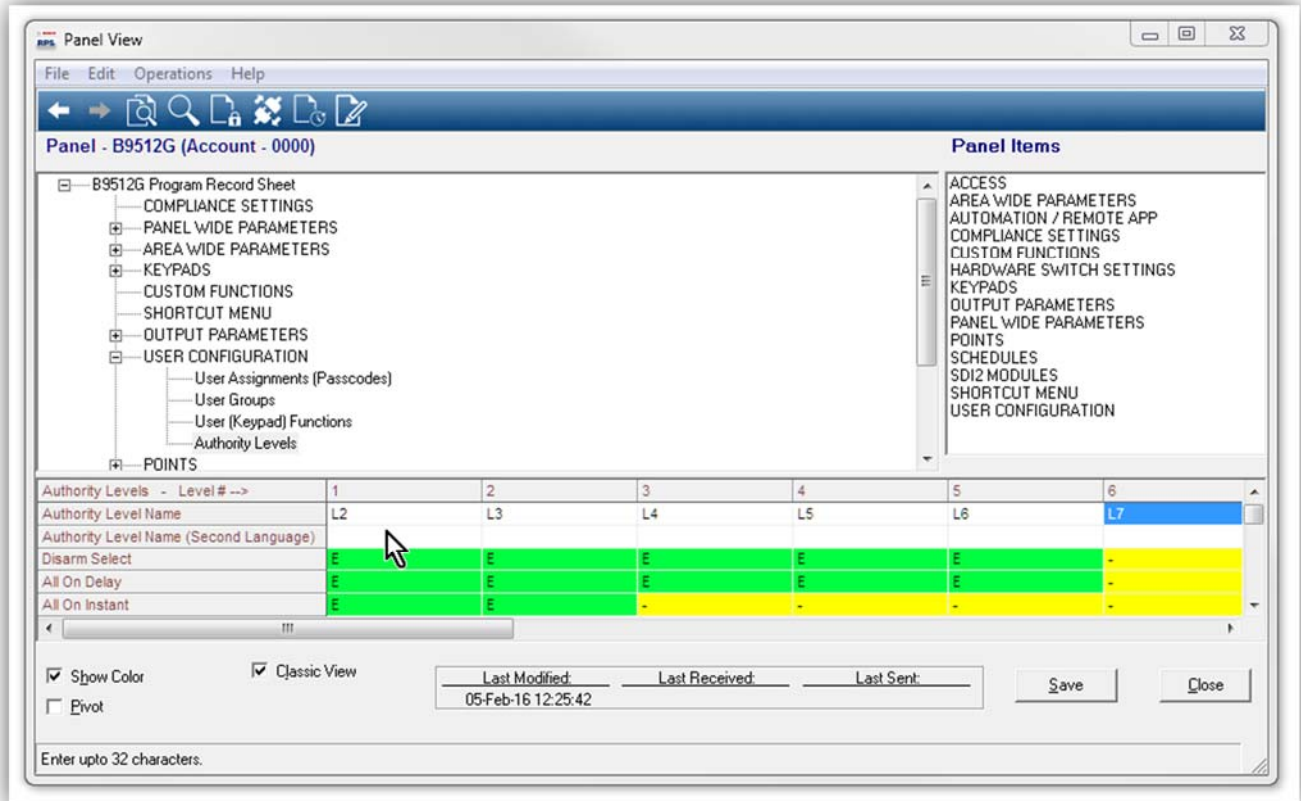 RPS Panel View
File Edit Operations Help
Panel - B9512G (Account - 0000)
Panel Items
B9512G Program Record Sheet
COMPLIANCE SETTINGS
PANEL WIDE PARAMETERS
AREA WIDE PARAMETERS
KEYPADS
CUSTOM FUNCTIONS
SHORTCUT MENU
OUTPUT PARAMETERS
USER CONFIGURATION
User Assignments (Passcodes)
User Groups
User (Keypad) Functions
Authority Levels
POINTS
ACCESS
AREA WIDE PARAMETERS
AUTOMATION / REMOTE APP
COMPLIANCE SETTINGS
CUSTOM FUNCTIONS
HARDWARE SWITCH SETTINGS
KEYPADS
OUTPUT PARAMETERS
PANEL WIDE PARAMETERS
POINTS
SCHEDULES
SDI2 MODULES
SHORTCUT MENU
USER CONFIGURATION
Authority Levels - Level # --> 1 2 3 4 5 6
Authority Level Name L2 L3 L4 L5 L6 L7
Authority Level Name (Second Language)
Disarm Select E E E E E -
All On Delay E E E E E -
All On Instant E E - - - -
Show Color Classic View
Pivot
Last Modified: Last Received: Last Sent:
05-Feb-16 12:25:42
Save Close
Enter upto 32 characters.